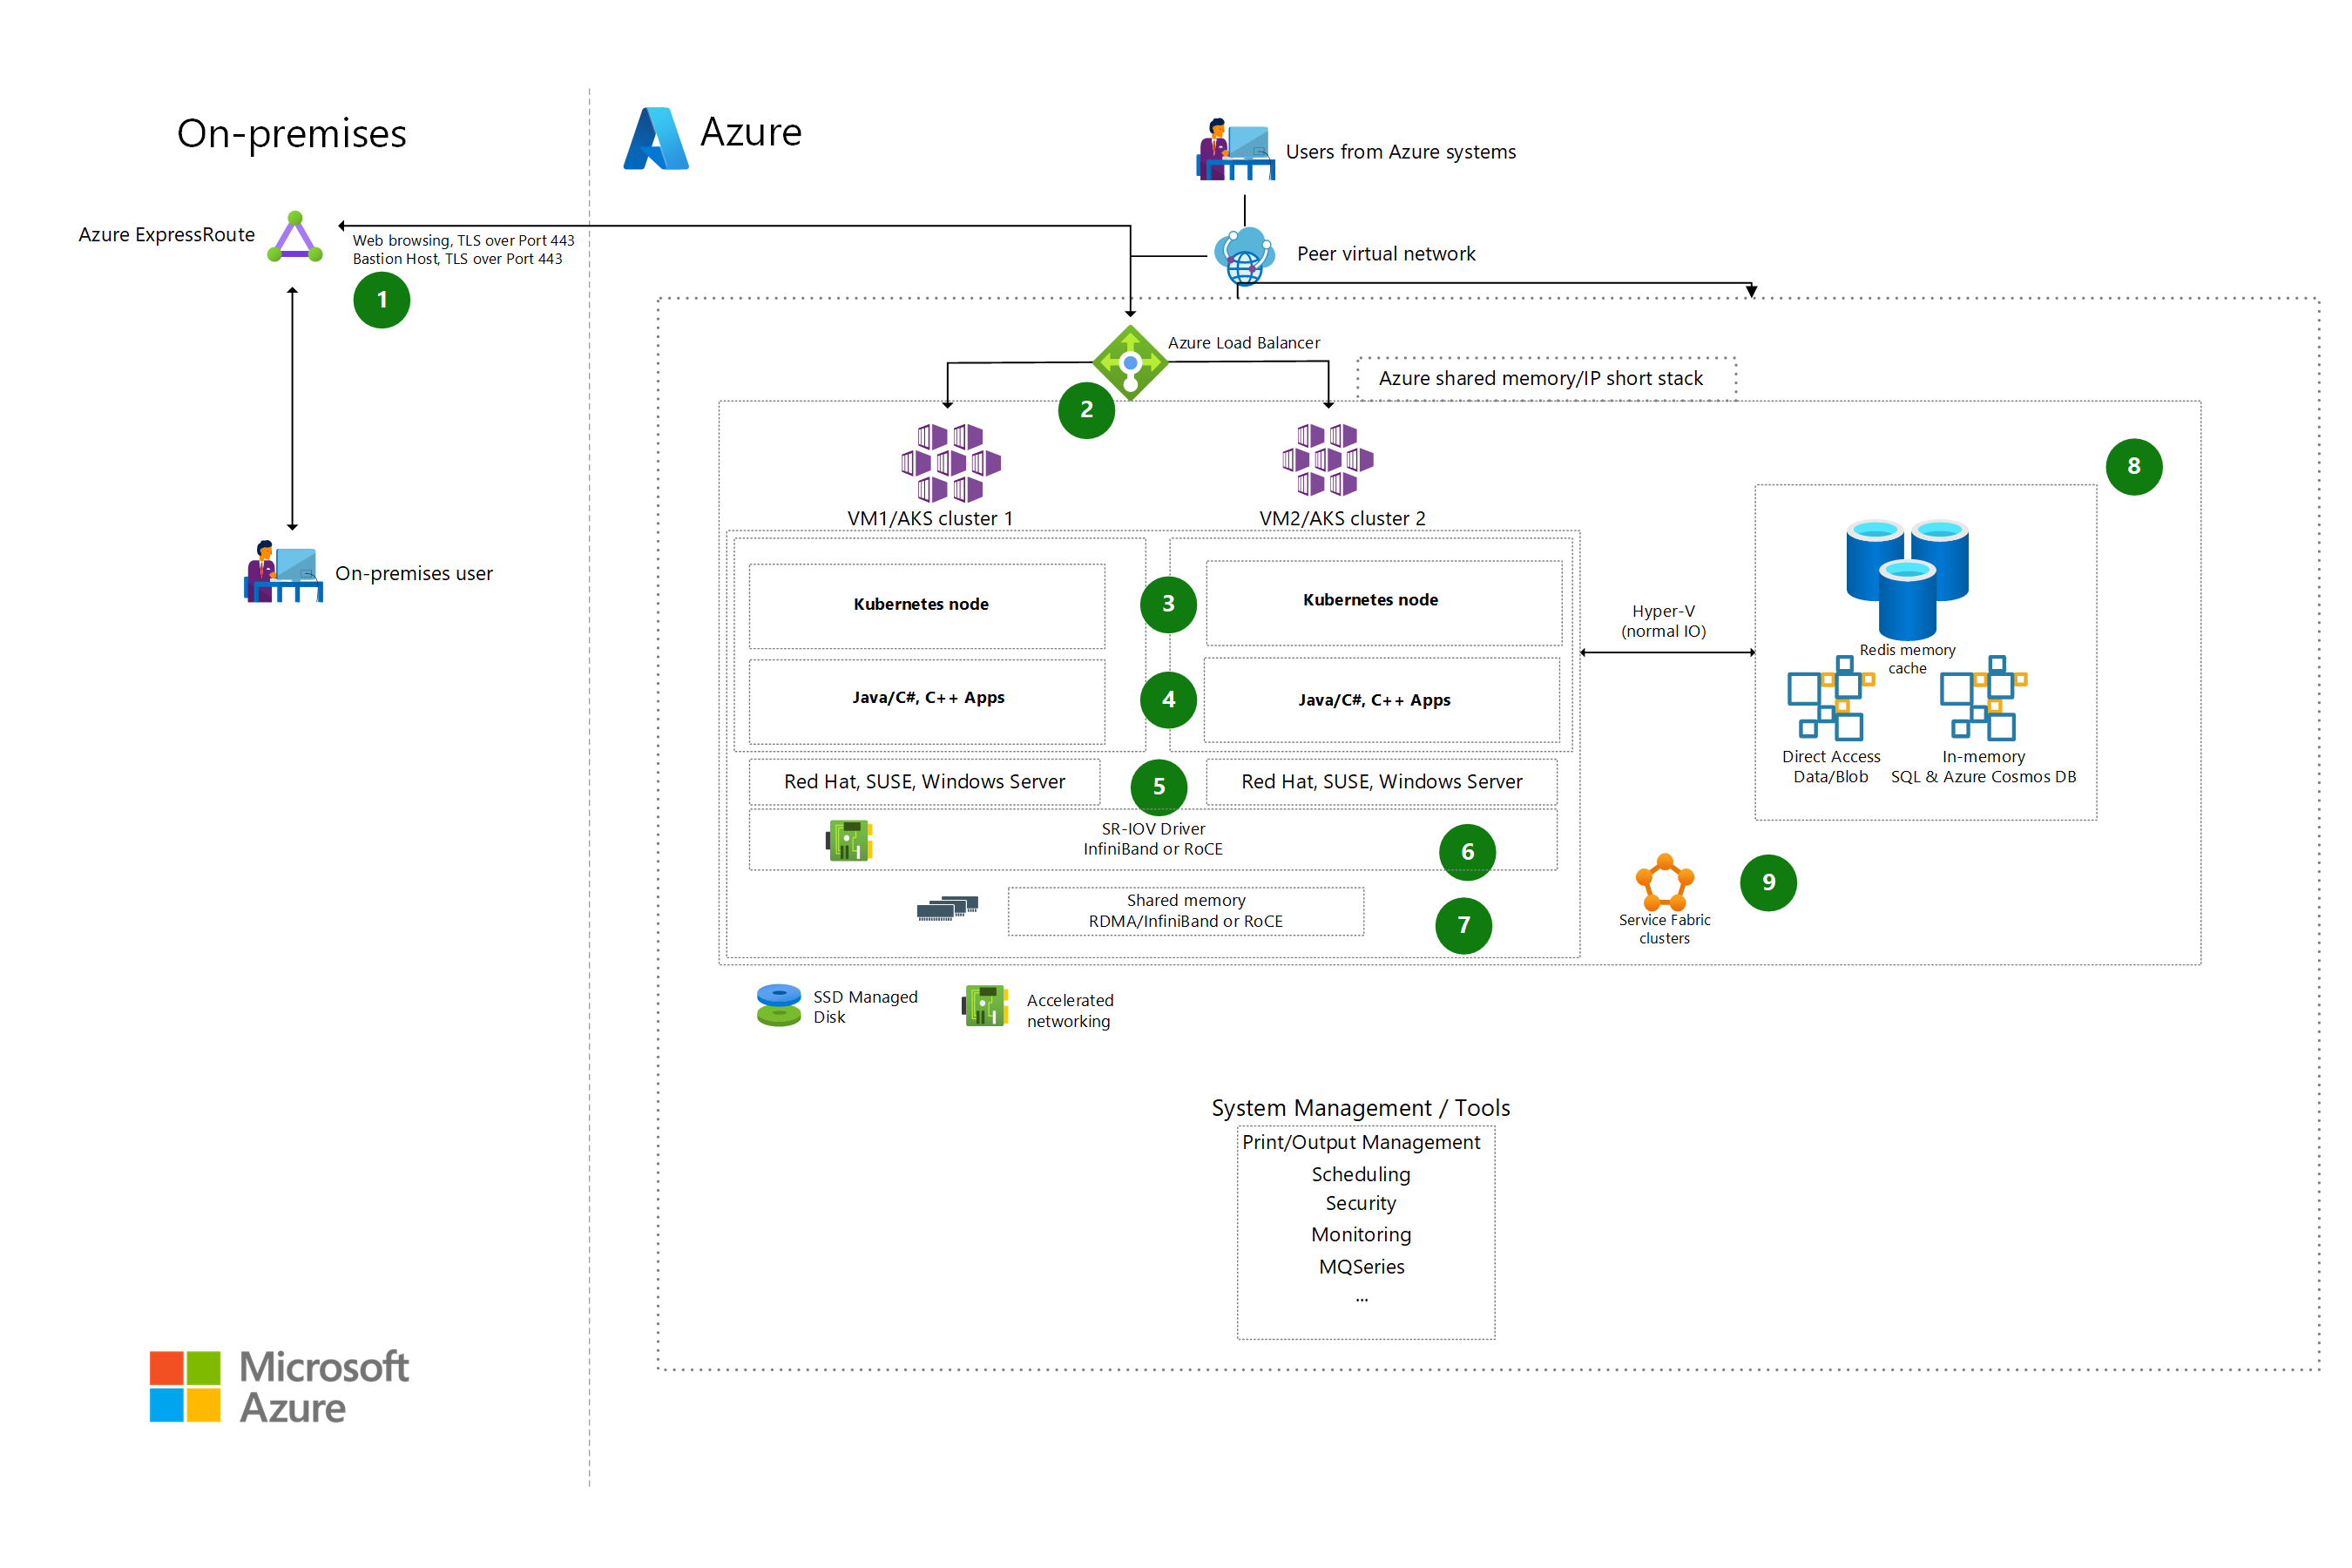 On-premises
Azure
Users from Azure systems
Azure ExpressRoute
Web browsing, TLS over Port 443
Bastion Host, TLS over Port 443
1
Peer virtual network
Azure Load Balancer
Azure shared memory/IP short stack
2
VM1/AKS cluster 1
VM2/AKS cluster 2
8
On-premises user
Kubernetes node
3
Kubernetes node
Hyper-V
(normal IO)
Redis memory
cache
Java/C#, C++ Apps
4
Java/C#, C++ Apps
Direct Access
Data/Blob
In-memory
SQL & Azure Cosmos DB
Red Hat, SUSE, Windows Server
5
Red Hat, SUSE, Windows Server
SR-IOV Driver
InfiniBand or RoCE
6
Shared memory
RDMA/InfiniBand or RoCE
7
Service Fabric
clusters
9
SSD Managed
Disk
Accelerated
networking
System Management / Tools
Print/Output Management
Scheduling
Security
Monitoring
MQSeries
...
Microsoft
Azure